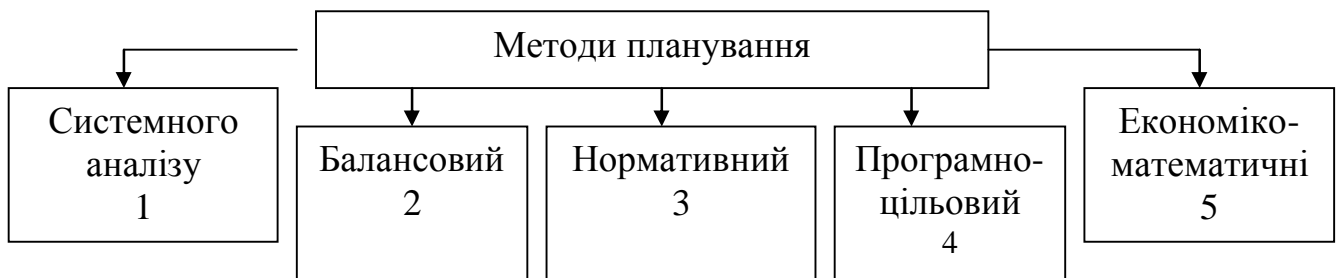 Методи планування
Системного
аналізу
1
Балансовий
2
Нормативний
3
Програмно-
цільовий
4
Економіко-
математичні
5